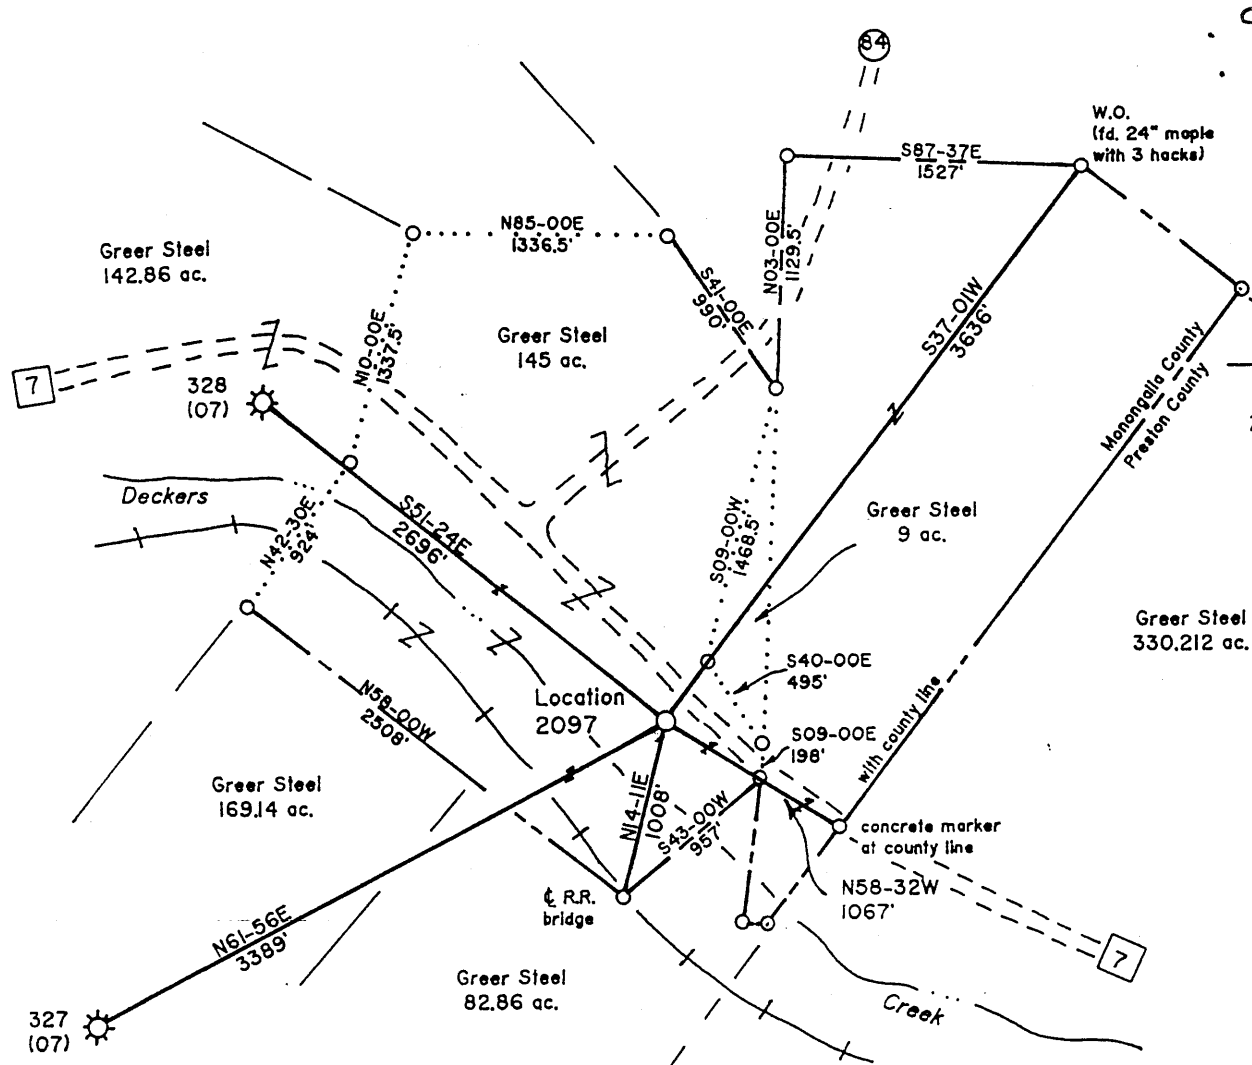 84
W.O.
(fd. 24" maple
with 3 hacks)
S87-37E
1527'
N85-00E
1336.5'
N03-00E
1129.5'
Greer Steel
142.86 ac.
S41-00E
990'
S37-01W
3636'
Greer Steel
145 ac.
N10-00E
1337.5'
7
328
(07)
Monongalia County
Preston County
Deckers
S51-24E
2696'
N42-30E
924'
S09-00W
1468.5'
Greer Steel
9 ac.
Greer Steel
330.212 ac.
S40-00E
495'
Location
2097
N58-00W
2508'
S09-00E
198'
with county line
Greer Steel
169.14 ac.
N14-11E
1008'
S43-00W
957'
concrete marker
at county line
N58-32W
1067'
℄ R.R.
bridge
N61-56E
3389'
Greer Steel
82.86 ac.
7
Creek
327
(07)